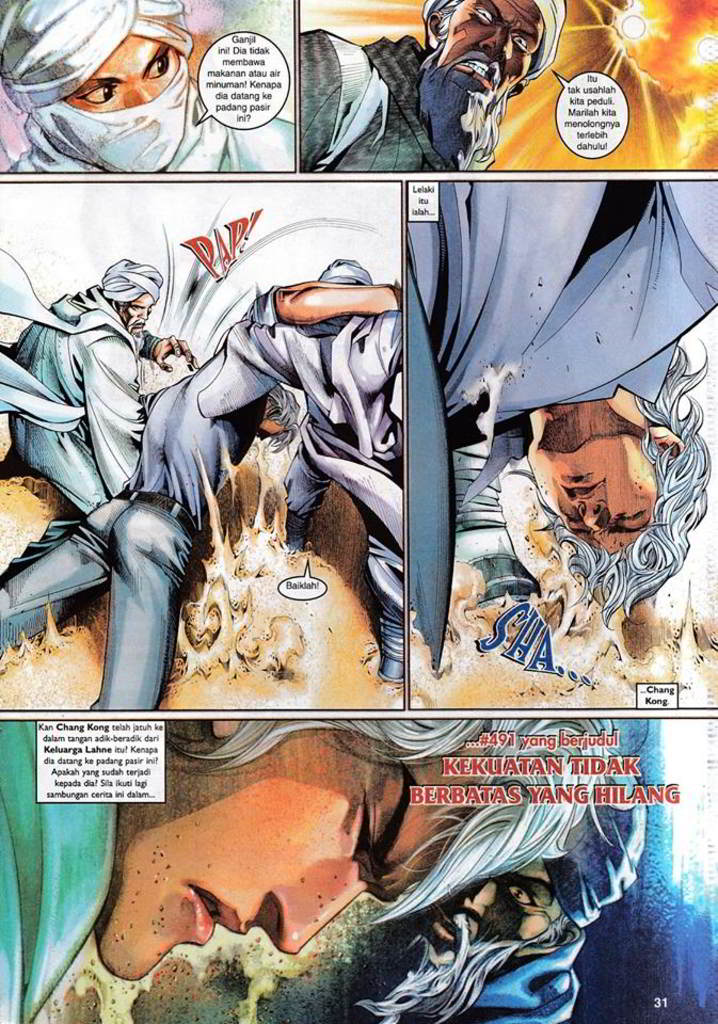 Ganjil
ini! Dia tidak
membawa
makanan atau air
minuman! Kenapa
dia datang ke
padang pasir
ini?
Itu
tak usahlah
kita peduli.
Marilah kita
menolongnya
terlebih
dahulu!
PAP!
Baiklah!
Lelaki
itu
ialah...
SHA...
...Chang
Kong.
Kan Chang Kong telah jatuh ke
dalam tangan adik-beradik dari
Keluarga Lahne itu? Kenapa
dia datang ke padang pasir ini?
Apakah yang sudah terjadi
kepada dia? Sila ikuti lagi
sambungan cerita ini dalam...
...#491 yang berjudul
KEKUATAN TIDAK
BERBATAS YANG HILANG
31